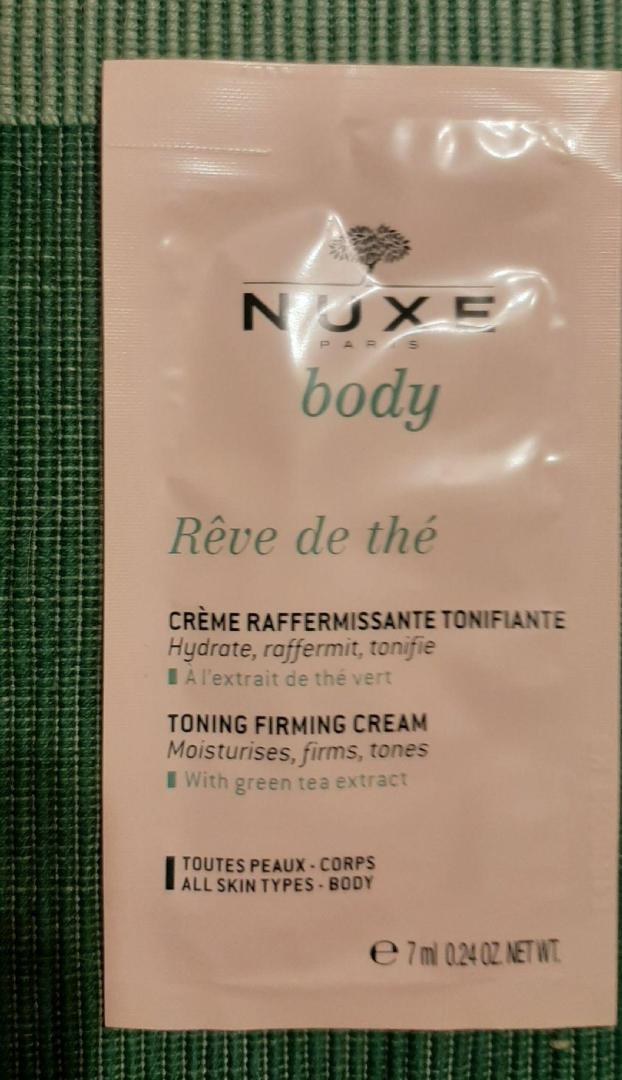 NUXE
PARIS
body
Rêve de thé
CRÈME RAFFERMISSANTE TONIFIANTE
Hydrate, raffermit, tonifie
À l'extrait de thé vert
TONING FIRMING CREAM
Moisturises, firms, tones
With green tea extract
TOUTES PEAUX - CORPS
ALL SKIN TYPES - BODY
℮ 7 ml 0.24 OZ. NET WT.